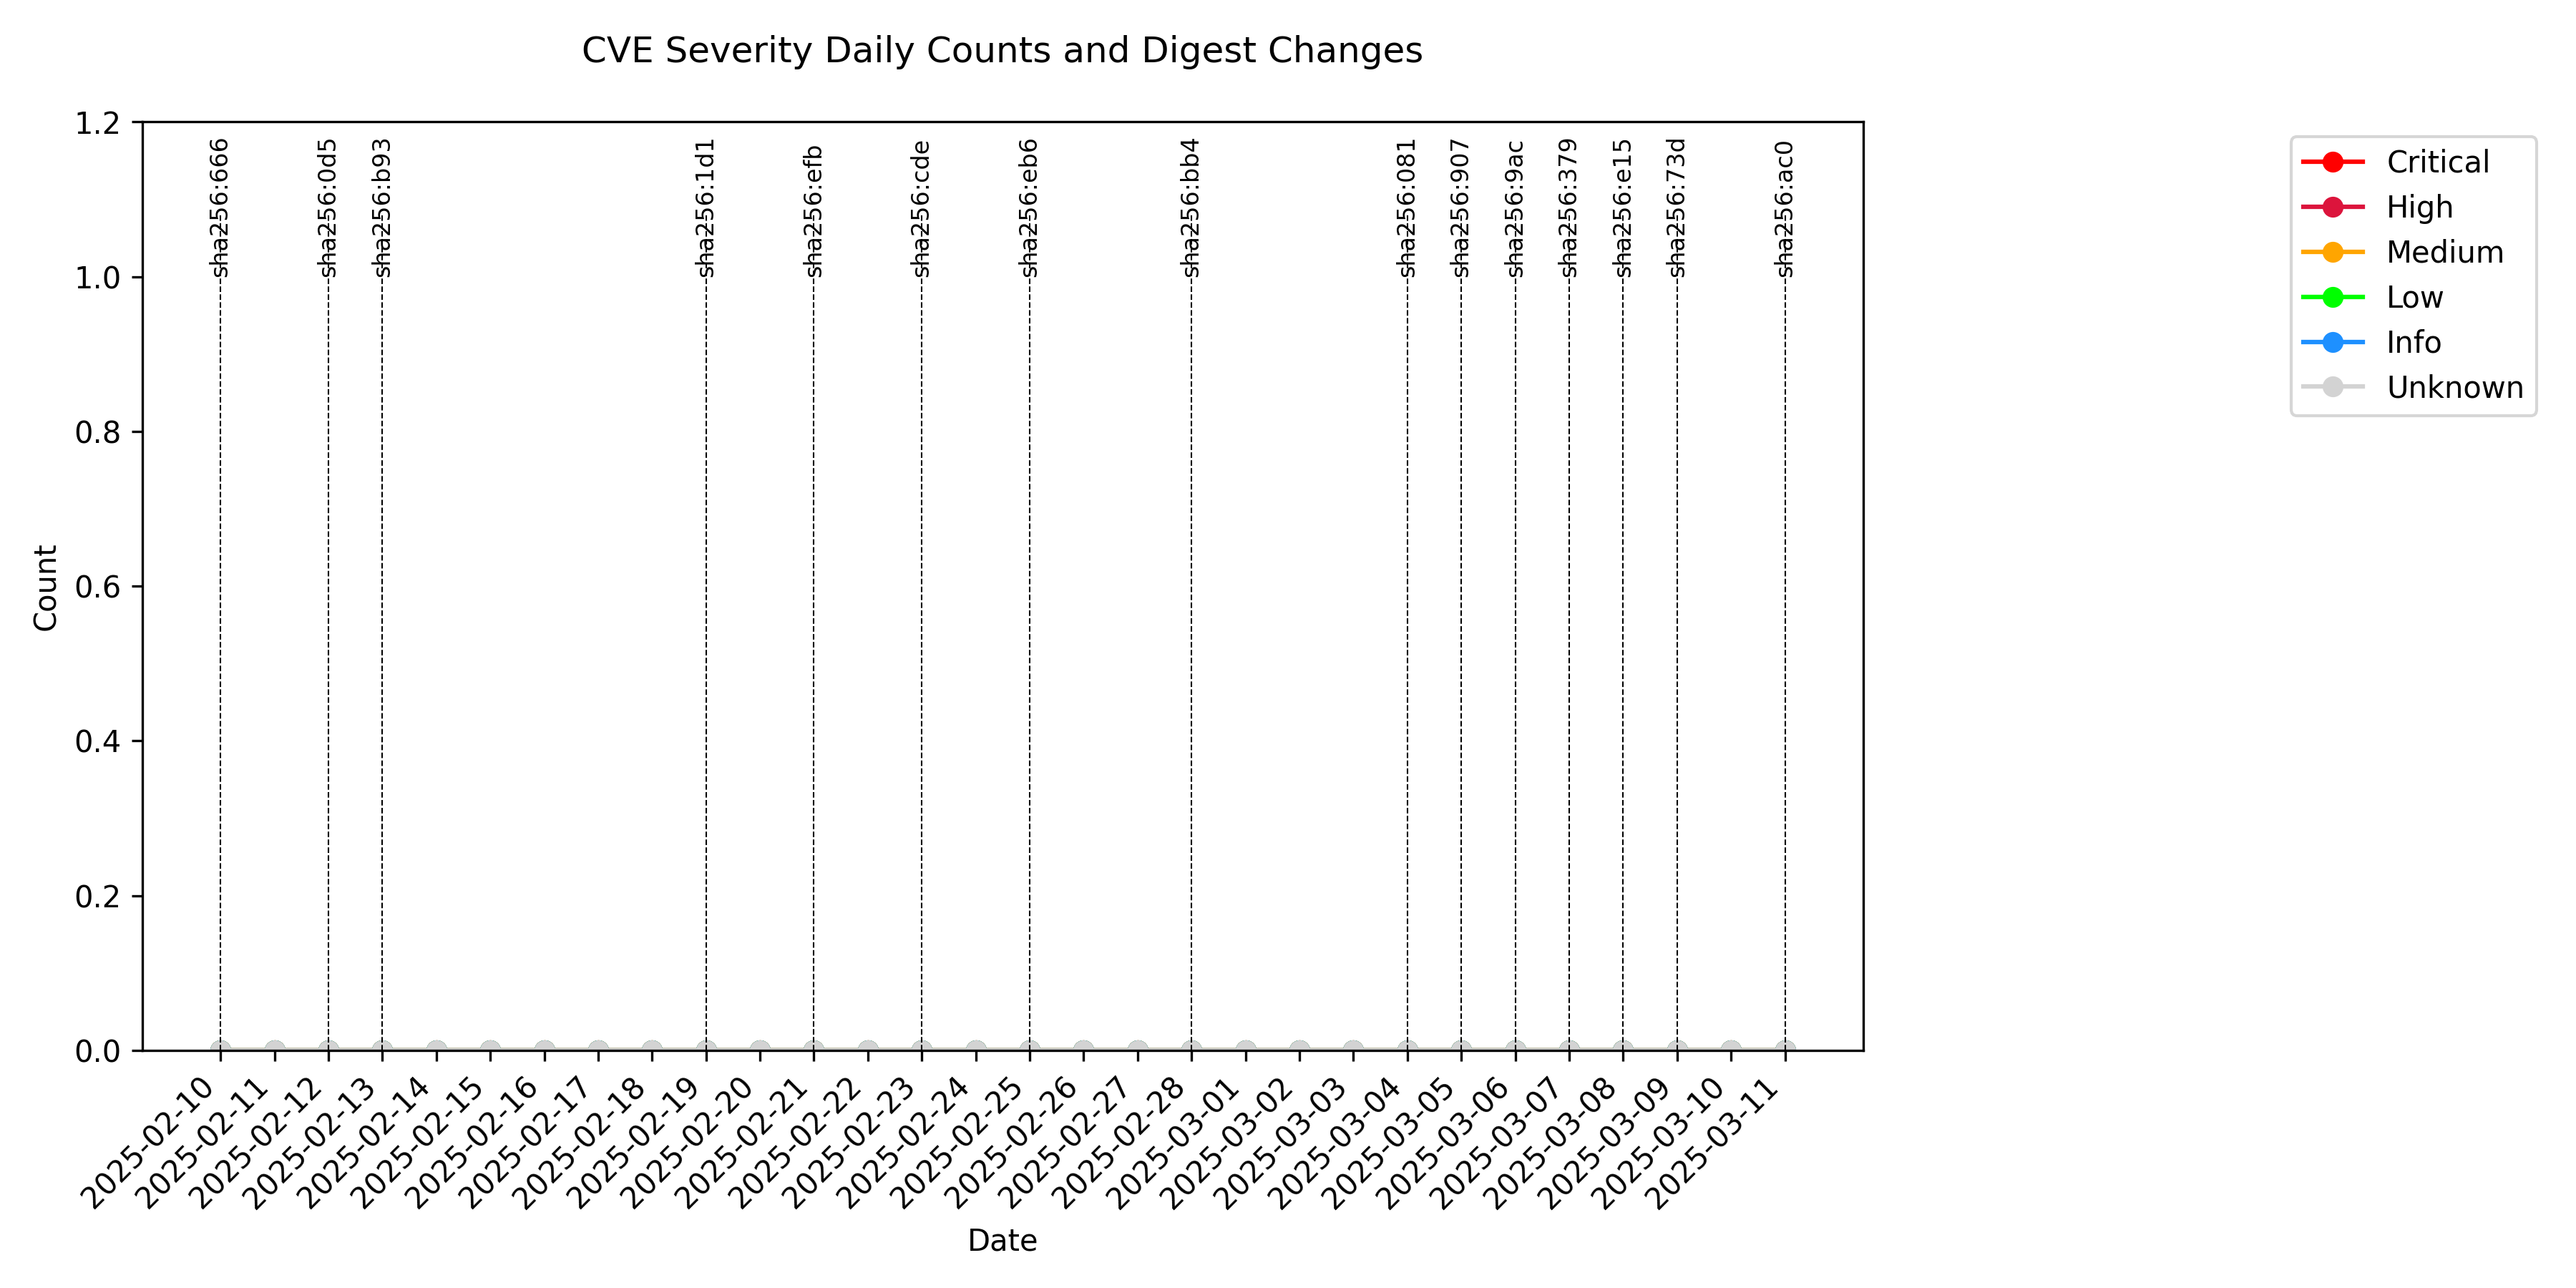 CVE Severity Daily Counts and Digest Changes
1.2
1.0
0.8
0.6
0.4
0.2
0.0
Count
sha256:666
sha256:0d5
sha256:b93
sha256:1d1
sha256:efb
sha256:cde
sha256:eb6
sha256:bb4
sha256:081
sha256:907
sha256:9ac
sha256:379
sha256:e15
sha256:73d
sha256:ac0
Critical
High
Medium
Low
Info
Unknown
2025-02-10
2025-02-11
2025-02-12
2025-02-13
2025-02-14
2025-02-15
2025-02-16
2025-02-17
2025-02-18
2025-02-19
2025-02-20
2025-02-21
2025-02-22
2025-02-23
2025-02-24
2025-02-25
2025-02-26
2025-02-27
2025-02-28
2025-03-01
2025-03-02
2025-03-03
2025-03-04
2025-03-05
2025-03-06
2025-03-07
2025-03-08
2025-03-09
2025-03-10
2025-03-11
Date